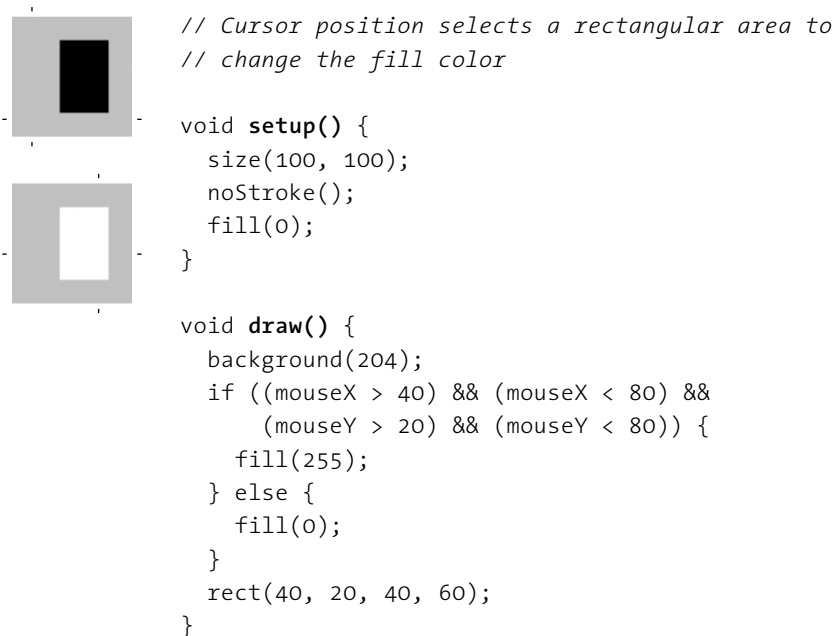 // Cursor position selects a rectangular area to
// change the fill color
void setup() {
size(100, 100);
noStroke();
fill(0);
}
void draw() {
background(204);
if ((mouseX > 40) && (mouseX < 80) &&
(mouseY > 20) && (mouseY < 80)) {
fill(255);
} else {
fill(0);
}
rect(40, 20, 40, 60);
}